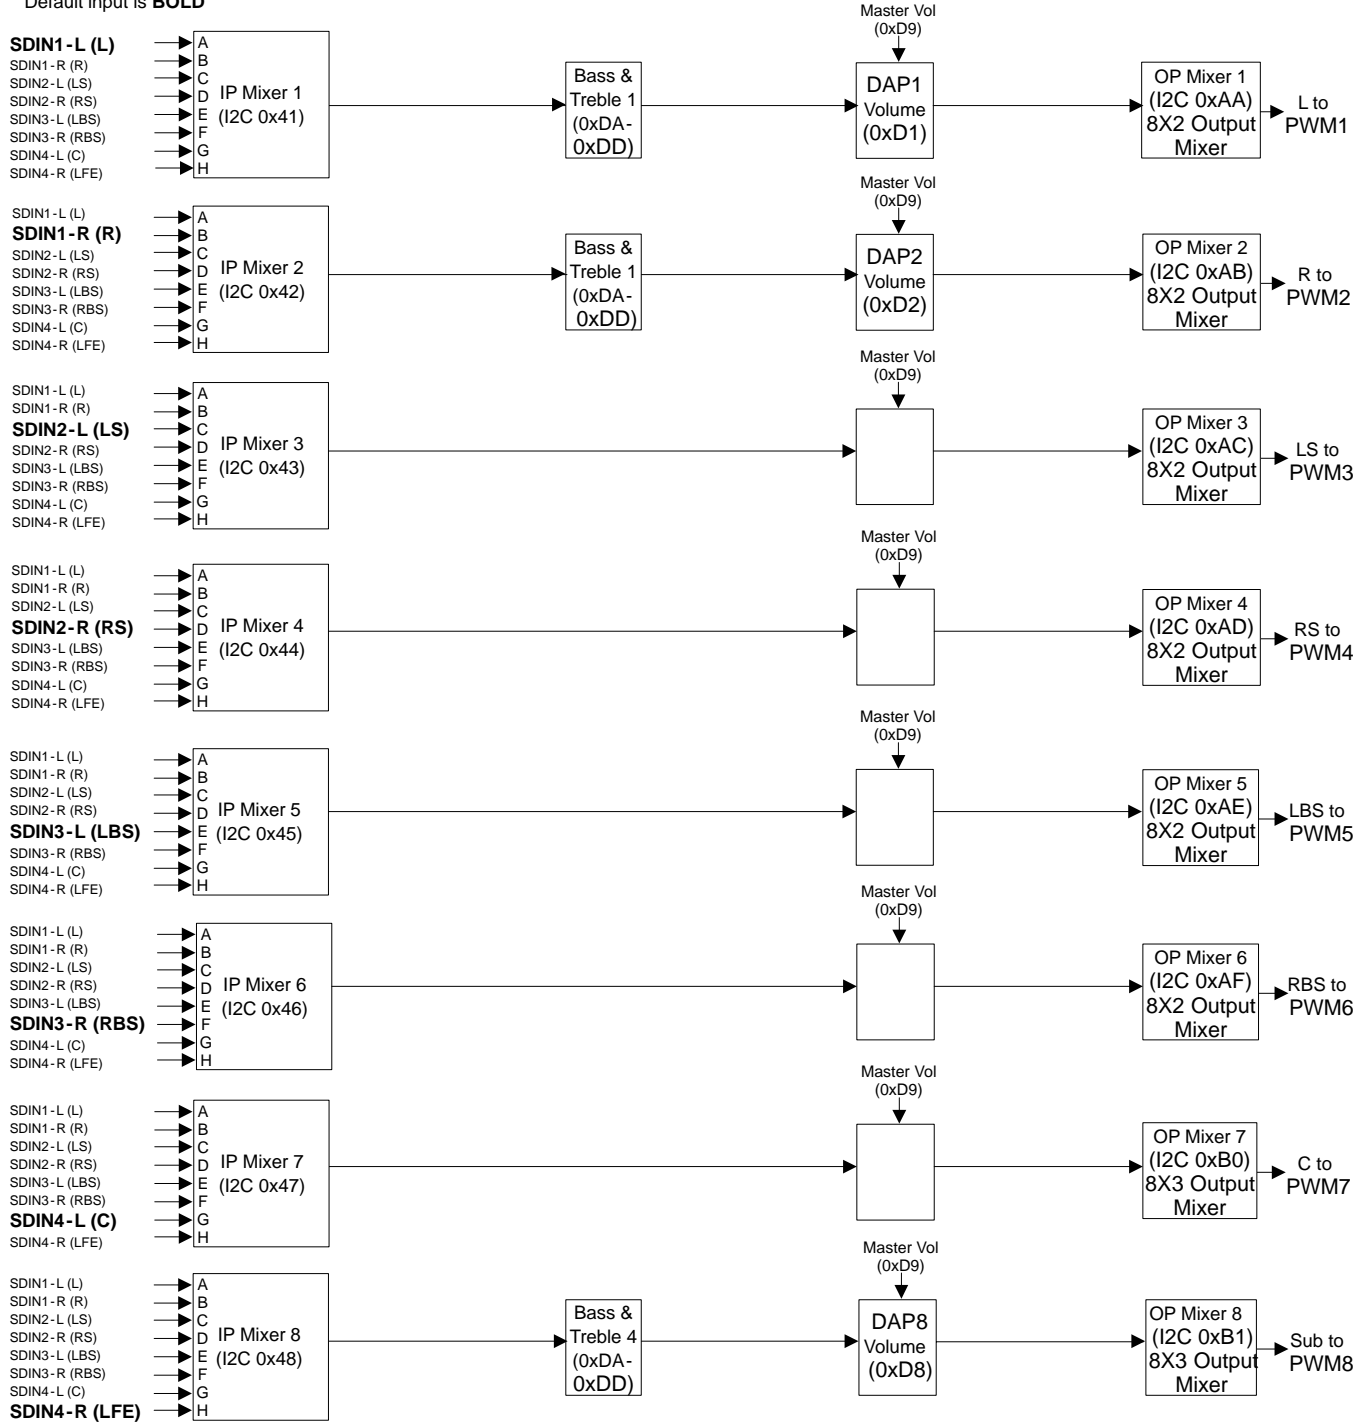 Default input is BOLD
Master Vol
(0xD9)
SDIN1-L (L)
SDIN1-R (R)
SDIN2-L (LS)
SDIN2-R (RS)
SDIN3-L (LBS)
SDIN3-R (RBS)
SDIN4-L (C)
SDIN4-R (LFE)
A
B
C
D
E
F
G
H
IP Mixer 1
(I2C 0x41)
Bass &
Treble 1
(0xDA-
0xDD)
DAP1
Volume
(0xD1)
OP Mixer 1
(I2C 0xAA)
8X2 Output
Mixer
L to
PWM1
Master Vol
(0xD9)
SDIN1-L (L)
SDIN1-R (R)
SDIN2-L (LS)
SDIN2-R (RS)
SDIN3-L (LBS)
SDIN3-R (RBS)
SDIN4-L (C)
SDIN4-R (LFE)
A
B
C
D
E
F
G
H
IP Mixer 2
(I2C 0x42)
Bass &
Treble 1
(0xDA-
0xDD)
DAP2
Volume
(0xD2)
OP Mixer 2
(I2C 0xAB)
8X2 Output
Mixer
R to
PWM2
Master Vol
(0xD9)
SDIN1-L (L)
SDIN1-R (R)
SDIN2-L (LS)
SDIN2-R (RS)
SDIN3-L (LBS)
SDIN3-R (RBS)
SDIN4-L (C)
SDIN4-R (LFE)
A
B
C
D
E
F
G
H
IP Mixer 3
(I2C 0x43)
OP Mixer 3
(I2C 0xAC)
8X2 Output
Mixer
LS to
PWM3
Master Vol
(0xD9)
SDIN1-L (L)
SDIN1-R (R)
SDIN2-L (LS)
SDIN2-R (RS)
SDIN3-L (LBS)
SDIN3-R (RBS)
SDIN4-L (C)
SDIN4-R (LFE)
A
B
C
D
E
F
G
H
IP Mixer 4
(I2C 0x44)
OP Mixer 4
(I2C 0xAD)
8X2 Output
Mixer
RS to
PWM4
Master Vol
(0xD9)
SDIN1-L (L)
SDIN1-R (R)
SDIN2-L (LS)
SDIN2-R (RS)
SDIN3-L (LBS)
SDIN3-R (RBS)
SDIN4-L (C)
SDIN4-R (LFE)
A
B
C
D
E
F
G
H
IP Mixer 5
(I2C 0x45)
OP Mixer 5
(I2C 0xAE)
8X2 Output
Mixer
LBS to
PWM5
Master Vol
(0xD9)
SDIN1-L (L)
SDIN1-R (R)
SDIN2-L (LS)
SDIN2-R (RS)
SDIN3-L (LBS)
SDIN3-R (RBS)
SDIN4-L (C)
SDIN4-R (LFE)
A
B
C
D
E
F
G
H
IP Mixer 6
(I2C 0x46)
OP Mixer 6
(I2C 0xAF)
8X2 Output
Mixer
RBS to
PWM6
Master Vol
(0xD9)
SDIN1-L (L)
SDIN1-R (R)
SDIN2-L (LS)
SDIN2-R (RS)
SDIN3-L (LBS)
SDIN3-R (RBS)
SDIN4-L (C)
SDIN4-R (LFE)
A
B
C
D
E
F
G
H
IP Mixer 7
(I2C 0x47)
OP Mixer 7
(I2C 0xB0)
8X3 Output
Mixer
C to
PWM7
Master Vol
(0xD9)
SDIN1-L (L)
SDIN1-R (R)
SDIN2-L (LS)
SDIN2-R (RS)
SDIN3-L (LBS)
SDIN3-R (RBS)
SDIN4-L (C)
SDIN4-R (LFE)
A
B
C
D
E
F
G
H
IP Mixer 8
(I2C 0x48)
Bass &
Treble 4
(0xDA-
0xDD)
DAP8
Volume
(0xD8)
OP Mixer 8
(I2C 0xB1)
8X3 Output
Mixer
Sub to
PWM8